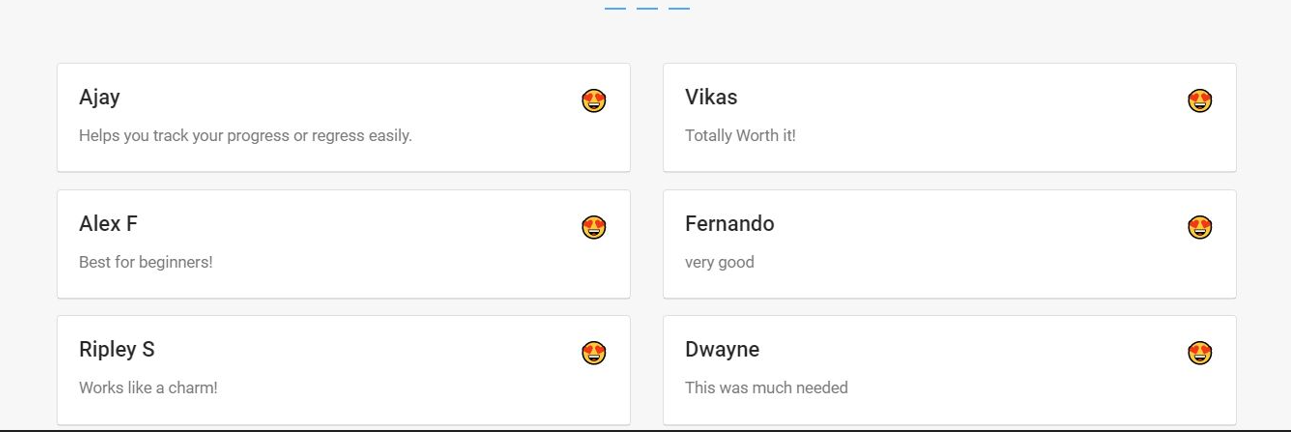 Ajay
Helps you track your progress or regress easily.
Vikas
Totally Worth it!
Alex F
Best for beginners!
Fernando
very good
Ripley S
Works like a charm!
Dwayne
This was much needed